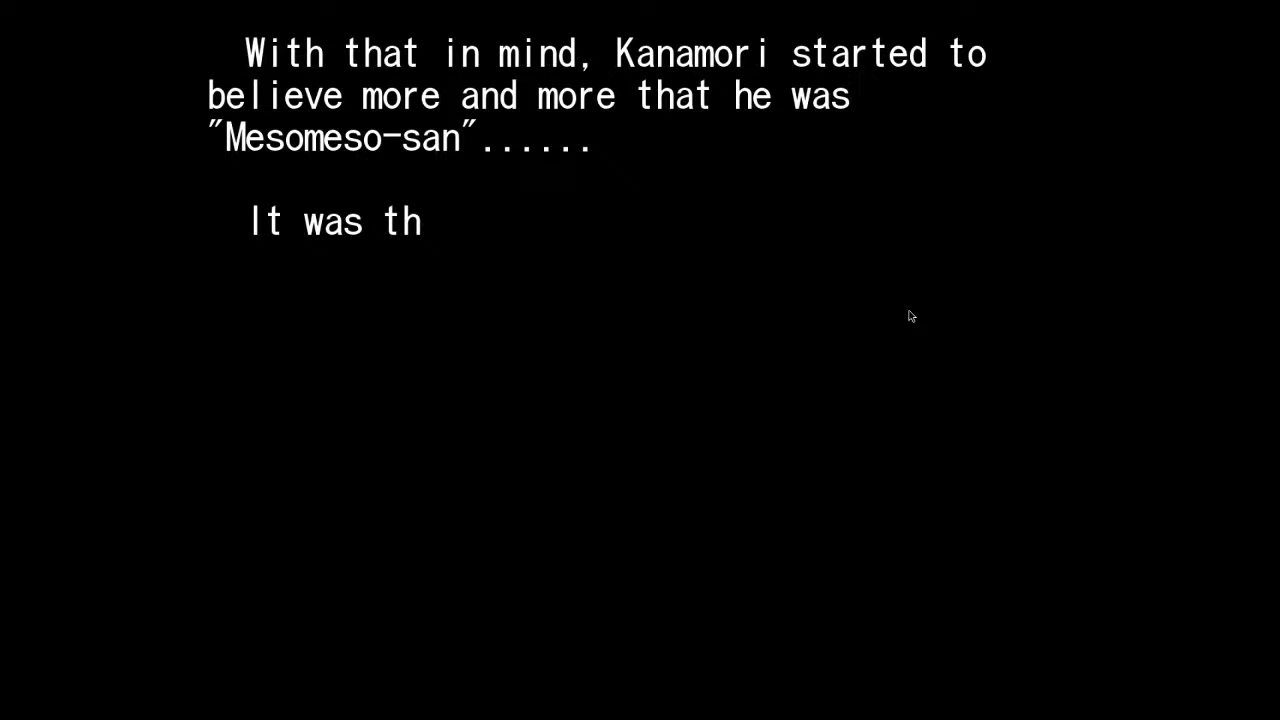 With that in mind, Kanamori started to
believe more and more that he was
"Mesomeso-san"......
It was th